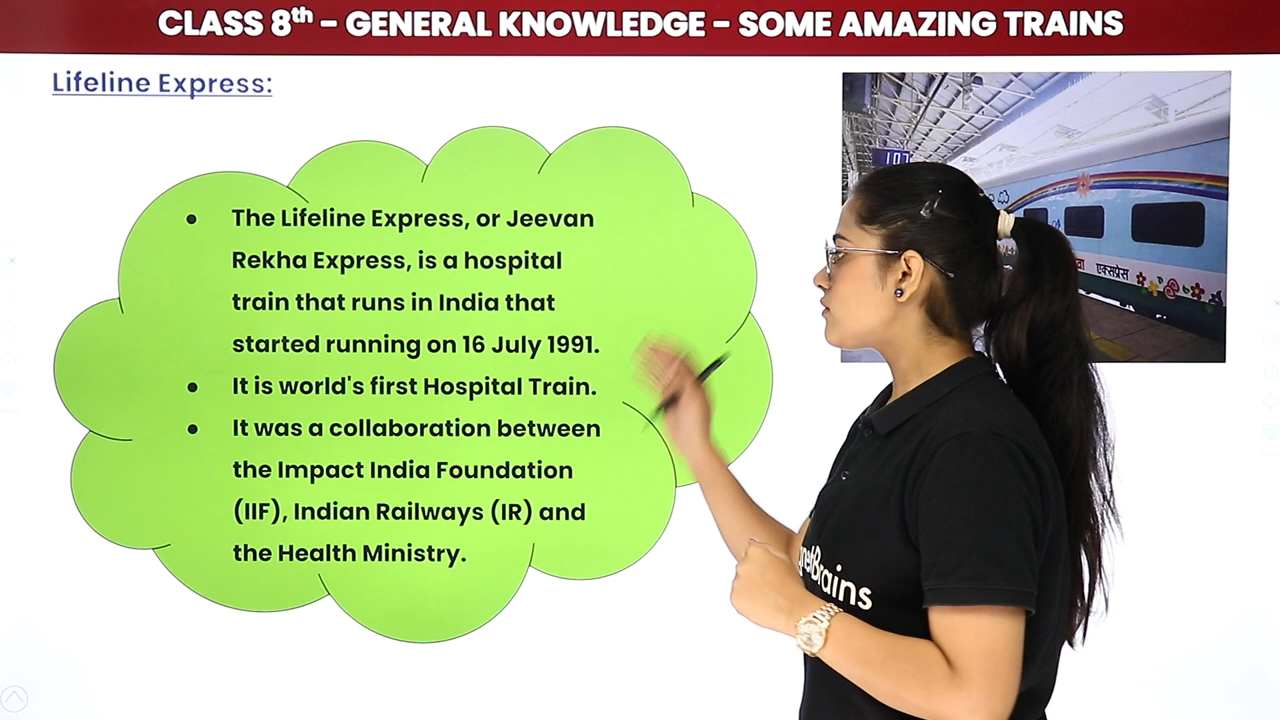 CLASS 8th – GENERAL KNOWLEDGE – SOME AMAZING TRAINS
Lifeline Express:
• The Lifeline Express, or Jeevan
Rekha Express, is a hospital
train that runs in India that
started running on 16 July 1991.
• It is world's first Hospital Train.
• It was a collaboration between
the Impact India Foundation
(IIF), Indian Railways (IR) and
the Health Ministry.
एक्सप्रेस
Brains